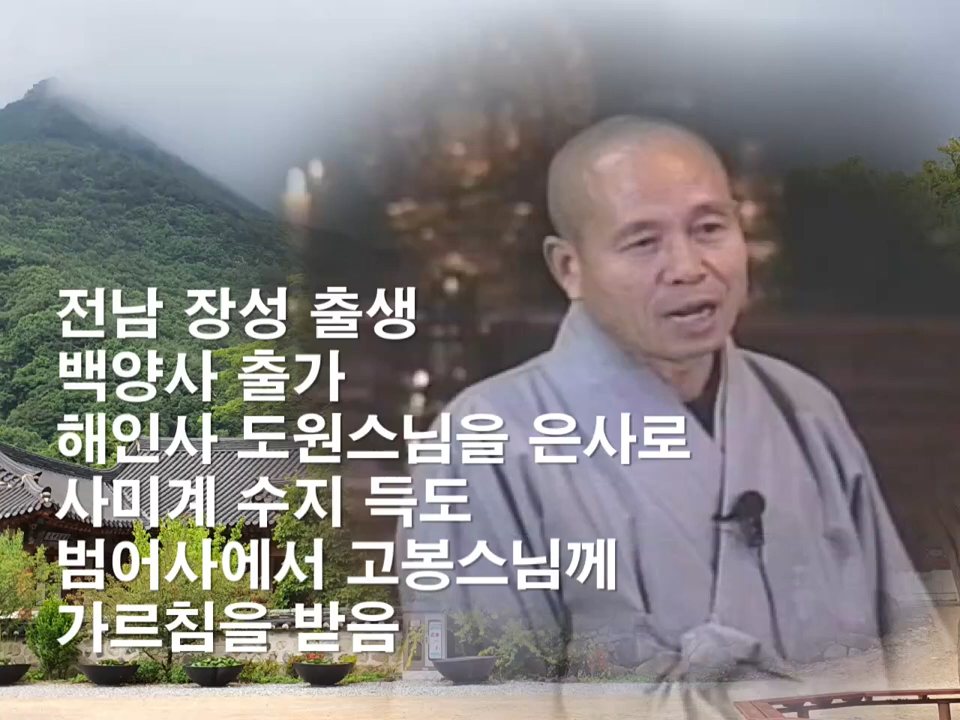 전남 장성 출생
백양사 출가
해인사 도원스님을 은사로
사미계 수지 득도
범어사에서 고봉스님께
가르침을 받음